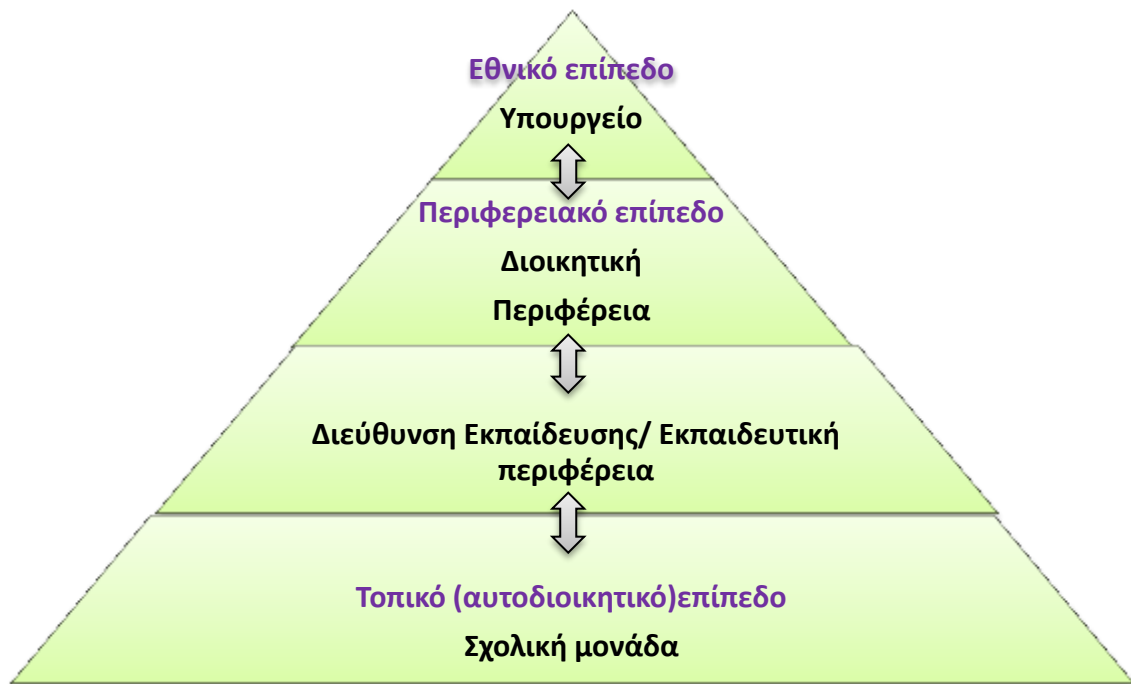 Εθνικό επίπεδο
Υπουργείο
Περιφερειακό επίπεδο
Διοικητική
Περιφέρεια
Διεύθυνση Εκπαίδευσης/ Εκπαιδευτική
περιφέρεια
Τοπικό (αυτοδιοικητικό)επίπεδο
Σχολική μονάδα